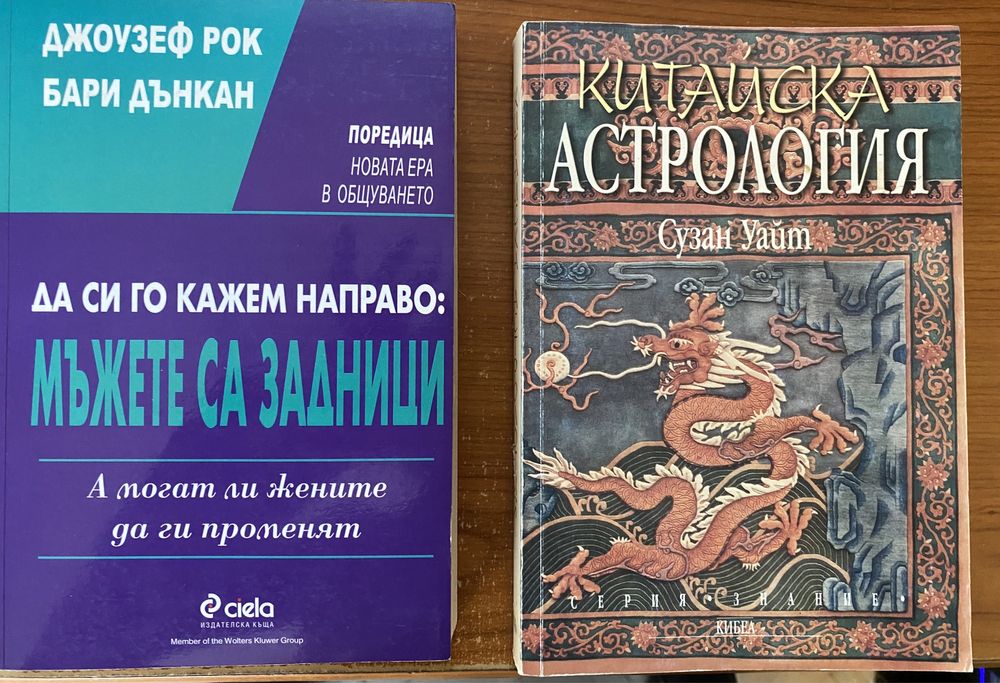 ДЖОУЗЕФ РОК
БАРИ ДЪНКАН
ПОРЕДИЦА
НОВАТА ЕРА
В ОБЩУВАНЕТО
ДА СИ ГО КАЖЕМ НАПРАВО:
МЪЖЕТЕ СА ЗАДНИЦИ
А могат ли жените
да ги променят
ciela
ИЗДАТЕЛСКА КЪЩА
Member of the Wolters Kluwer Group
КИТАЙСКА
АСТРОЛОГИЯ
Сузан Уайт
СЕРИЯ • ЗНАНИЕ •
КИБЕА